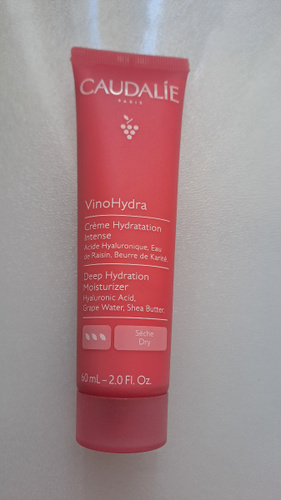 CAUDALÍE
PARIS
VinoHydra
Crème Hydratation
Intense
Acide Hyaluronique, Eau
de Raisin, Beurre de Karité
Deep Hydration
Moisturizer
Hyaluronic Acid,
Grape Water, Shea Butter
Sèche
Dry
60 mL – 2.0 Fl. Oz.